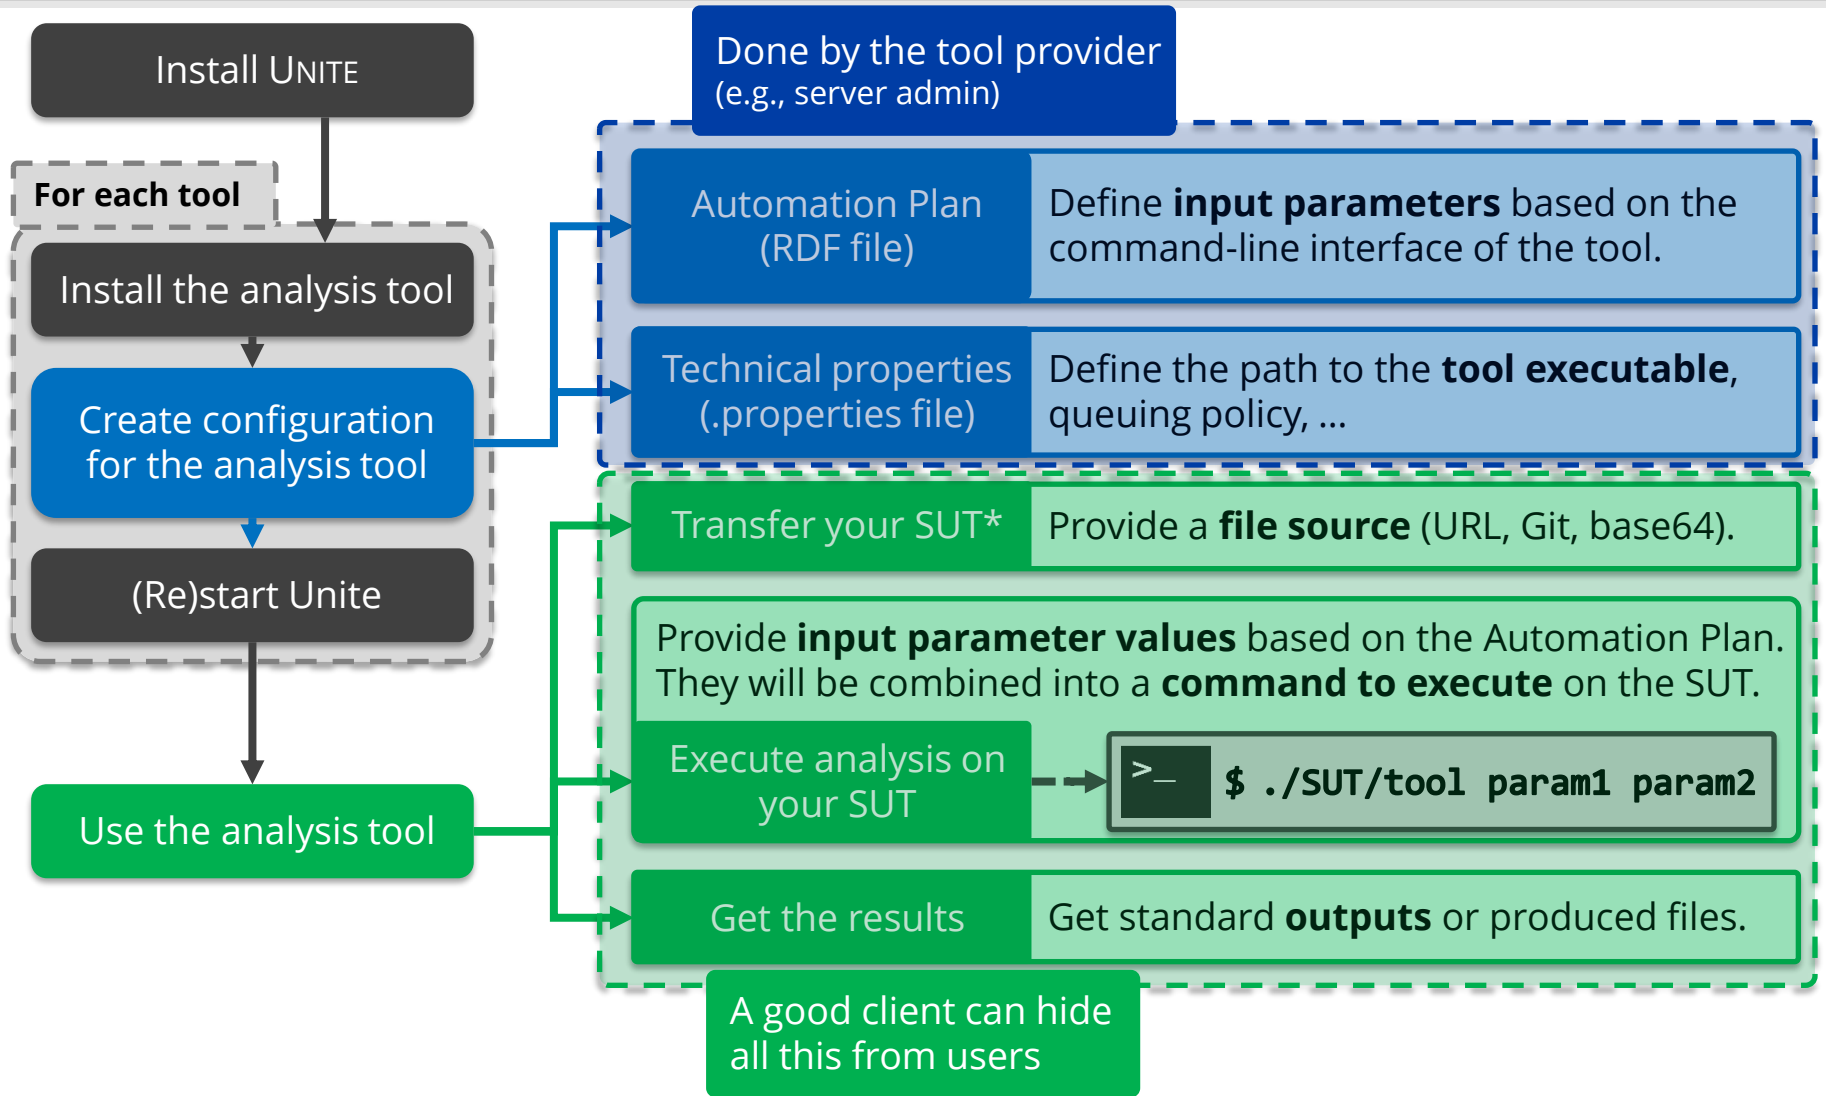 Install UNITE
For each tool
Install the analysis tool
Create configuration
for the analysis tool
(Re)start Unite
Use the analysis tool
Done by the tool provider
(e.g., server admin)
Automation Plan
(RDF file)
Define input parameters based on the
command-line interface of the tool.
Technical properties
(.properties file)
Define the path to the tool executable,
queuing policy, ...
Transfer your SUT*
Provide a file source (URL, Git, base64).
Provide input parameter values based on the Automation Plan.
They will be combined into a command to execute on the SUT.
Execute analysis on
your SUT
>_
$ ./SUT/tool param1 param2
Get the results
Get standard outputs or produced files.
A good client can hide
all this from users